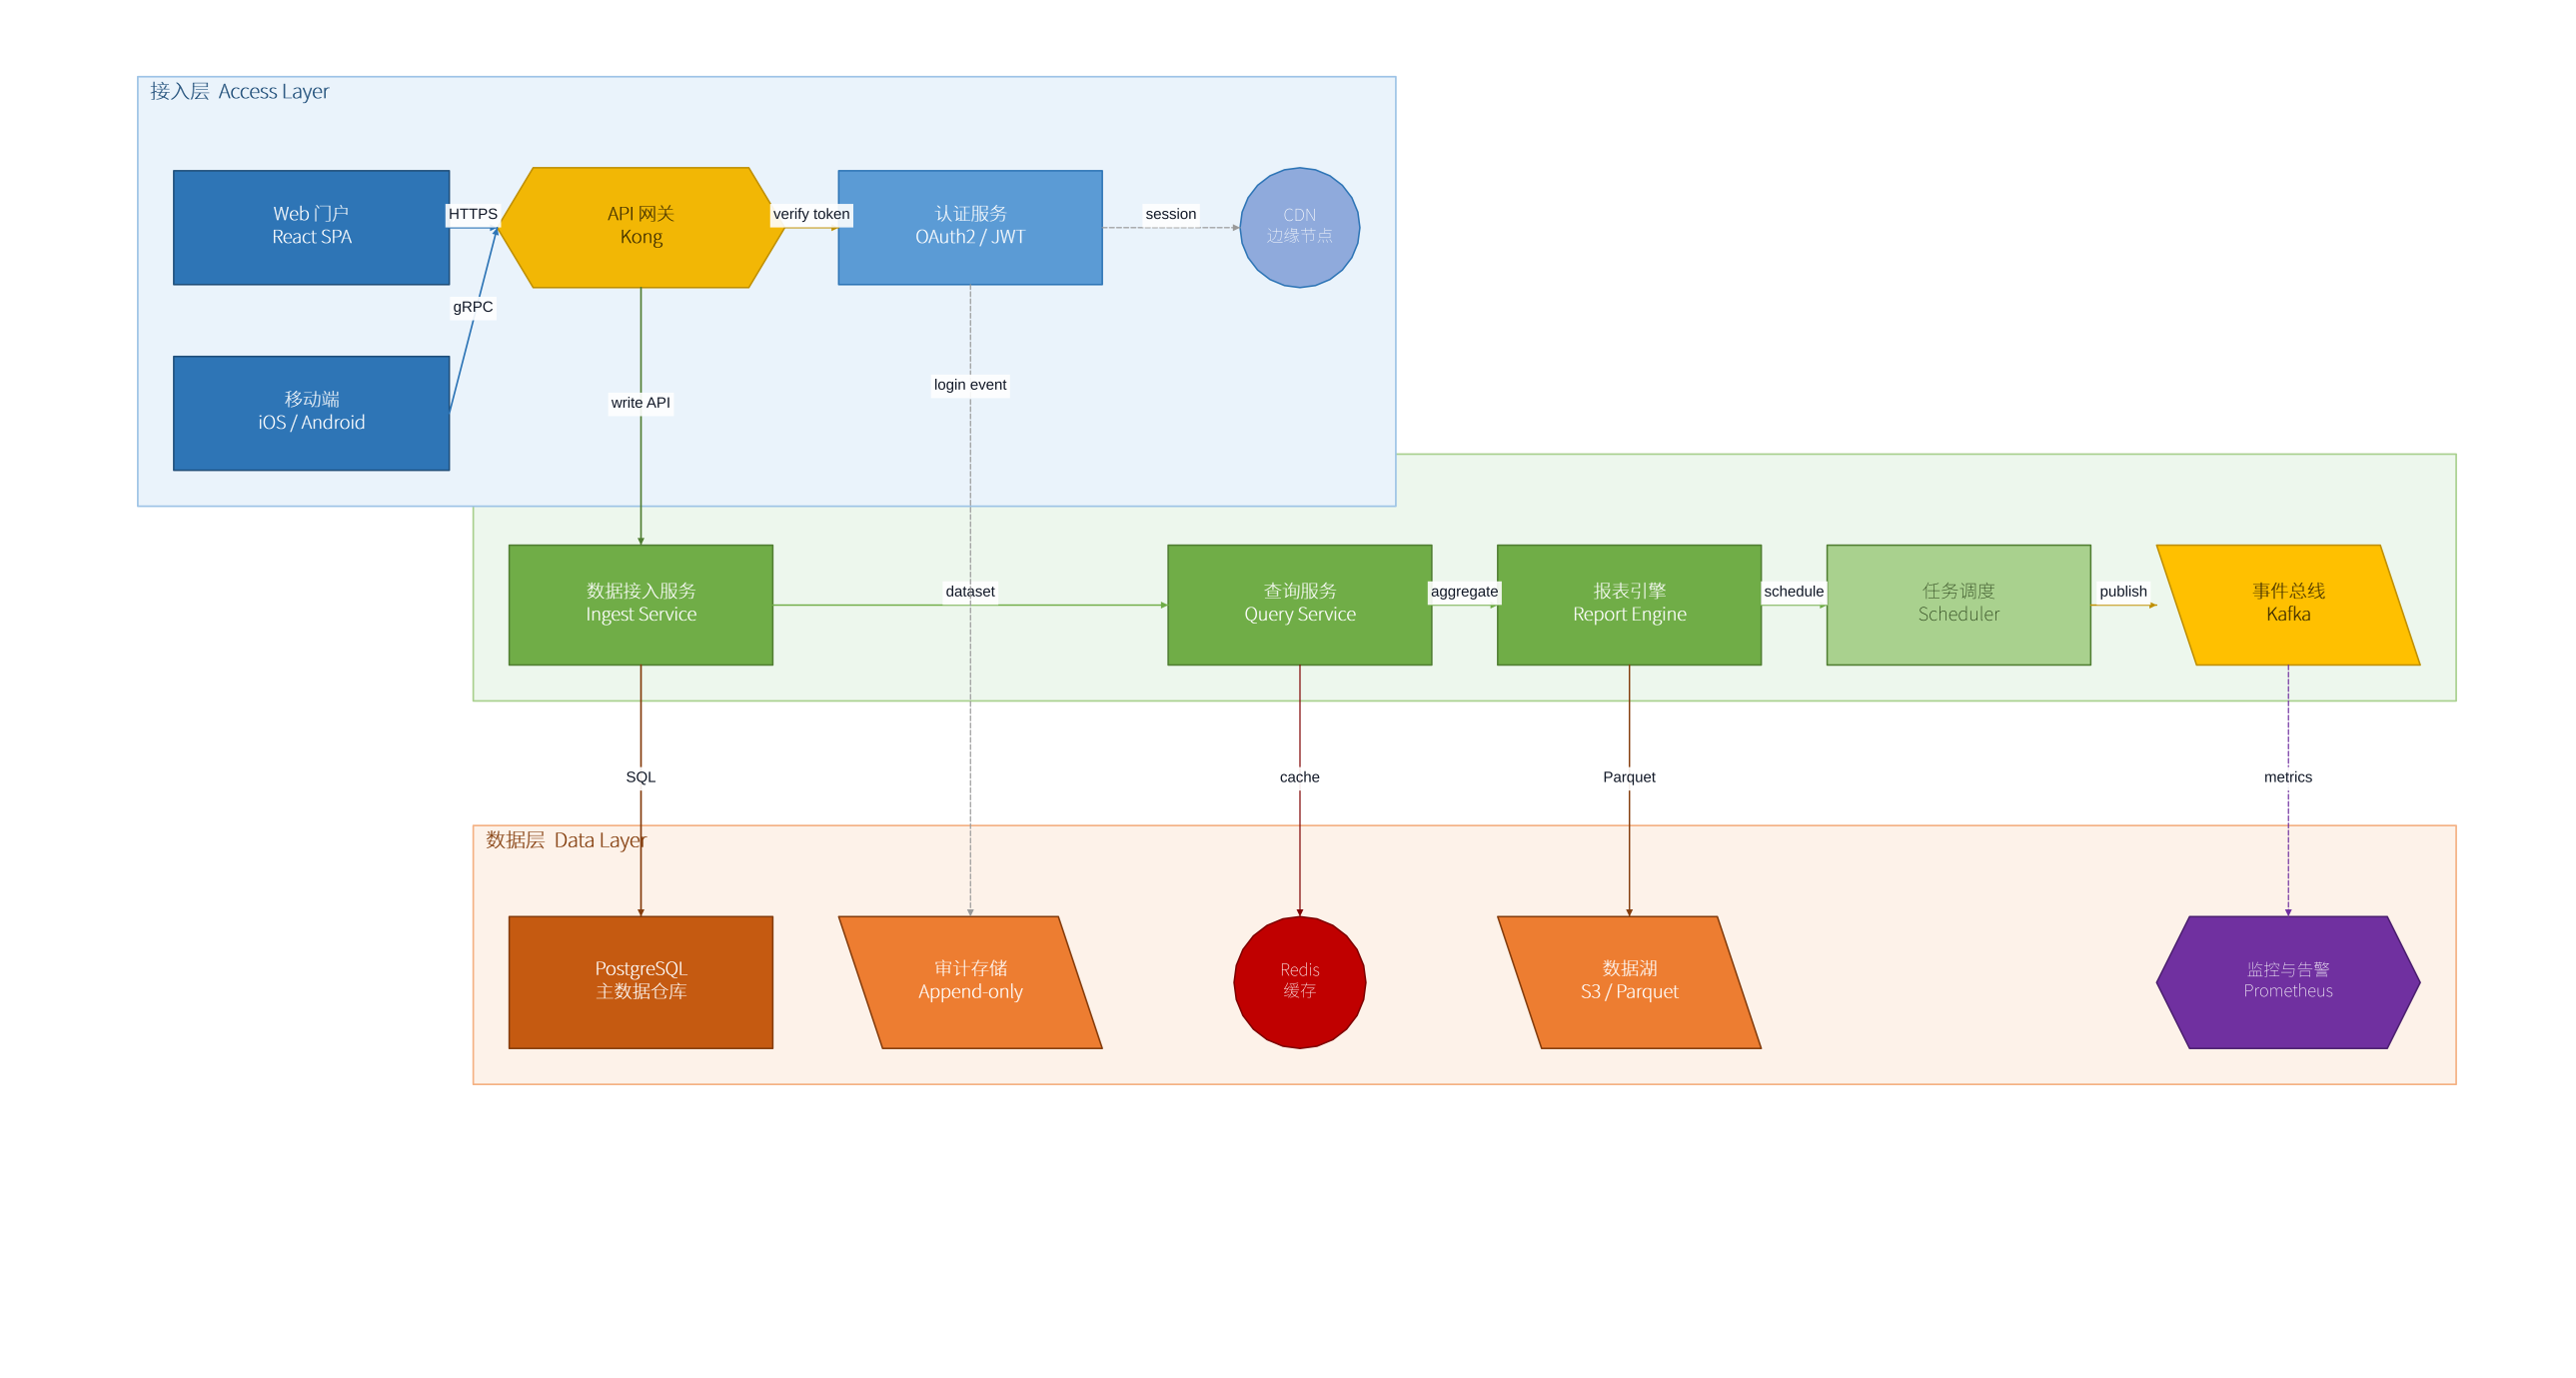 接入层 Access Layer
Web 门户
React SPA
HTTPS
API 网关
Kong
verify token
认证服务
OAuth2 / JWT
session
CDN
边缘节点
gRPC
移动端
iOS / Android
write API
login event
数据接入服务
Ingest Service
dataset
查询服务
Query Service
aggregate
报表引擎
Report Engine
schedule
任务调度
Scheduler
publish
事件总线
Kafka
SQL
cache
Parquet
metrics
数据层 Data Layer
PostgreSQL
主数据仓库
审计存储
Append-only
Redis
缓存
数据湖
S3 / Parquet
监控与告警
Prometheus